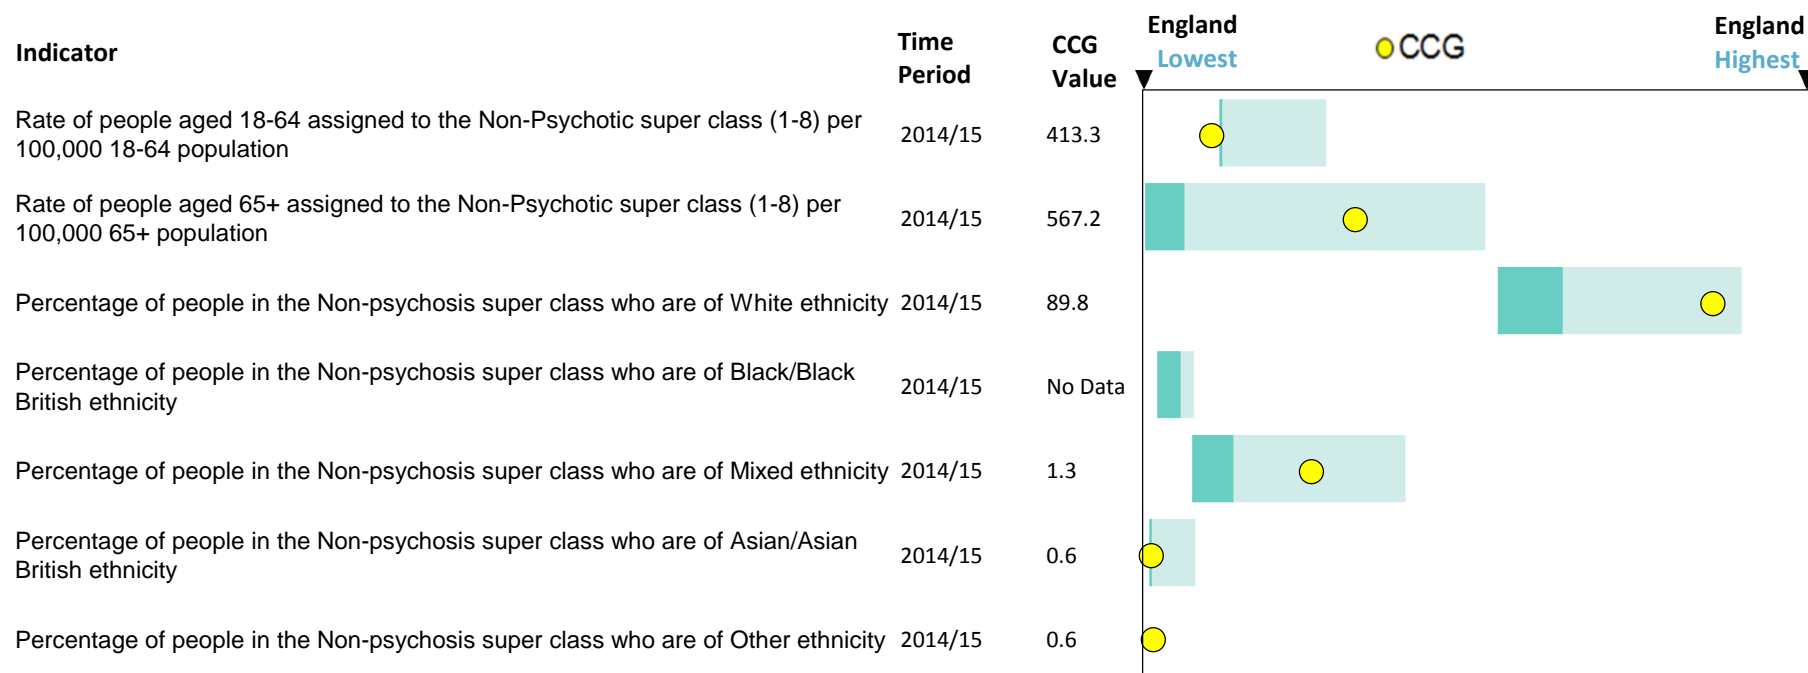 Indicator
Time Period
CCG Value
England Lowest
CCG
England Highest
Rate of people aged 18-64 assigned to the Non-Psychotic super class (1-8) per
100,000 18-64 population
2014/15
413.3
Rate of people aged 65+ assigned to the Non-Psychotic super class (1-8) per
100,000 65+ population
2014/15
567.2
Percentage of people in the Non-psychosis super class who are of White ethnicity
2014/15
89.8
Percentage of people in the Non-psychosis super class who are of Black/Black
British ethnicity
2014/15
No Data
Percentage of people in the Non-psychosis super class who are of Mixed ethnicity
2014/15
1.3
Percentage of people in the Non-psychosis super class who are of Asian/Asian
British ethnicity
2014/15
0.6
Percentage of people in the Non-psychosis super class who are of Other ethnicity
2014/15
0.6